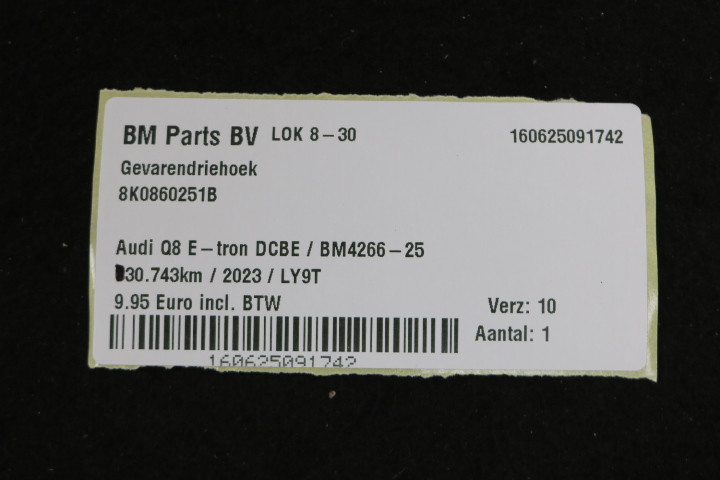 BM Parts BV LOK 8-30 160625091742
Gevarendriehoek
8K0860251B
Audi Q8 E-tron DCBE / BM4266-25
30.743km / 2023 / LY9T
9.95 Euro incl. BTW
Verz: 10
Aantal: 1
160625091742